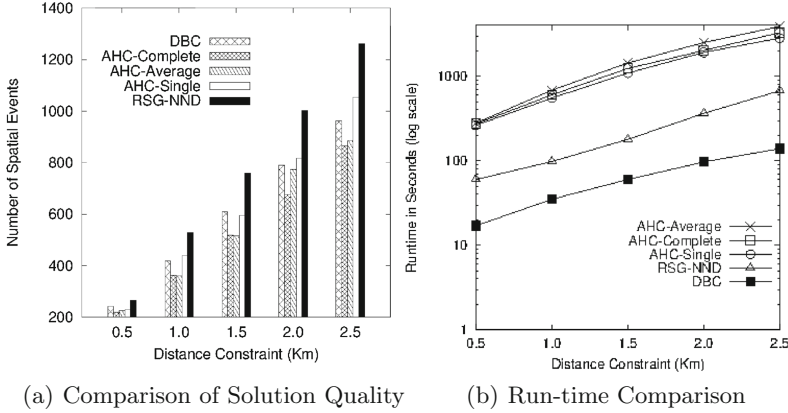 1400
1200
1000
800
600
400
200
Number of Spatial Events
DBC
AHC-Complete
AHC-Average
AHC-Single
RSG-NND
0.5 1.0 1.5 2.0 2.5
Distance Constraint (Km)
(a) Comparison of Solution Quality
1000
100
10
1
Runtime in Seconds (log scale)
AHC-Average
AHC-Complete
AHC-Single
RSG-NND
DBC
0.5 1.0 1.5 2.0 2.5
Distance Constraint (Km)
(b) Run-time Comparison